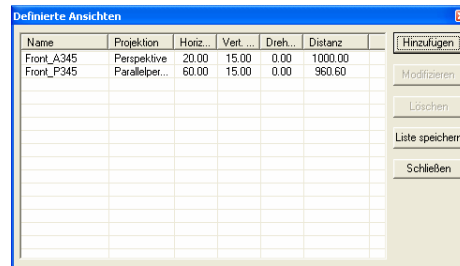 Definierte Ansichten
Name Projektion Horiz... Vert. ... Dreh... Distanz
Front_A345 Perspektive 20.00 15.00 0.00 1000.00
Front_P345 Parallelper... 60.00 15.00 0.00 960.60
Hinzufügen
Modifizieren
Löschen
Liste speichern
Schließen